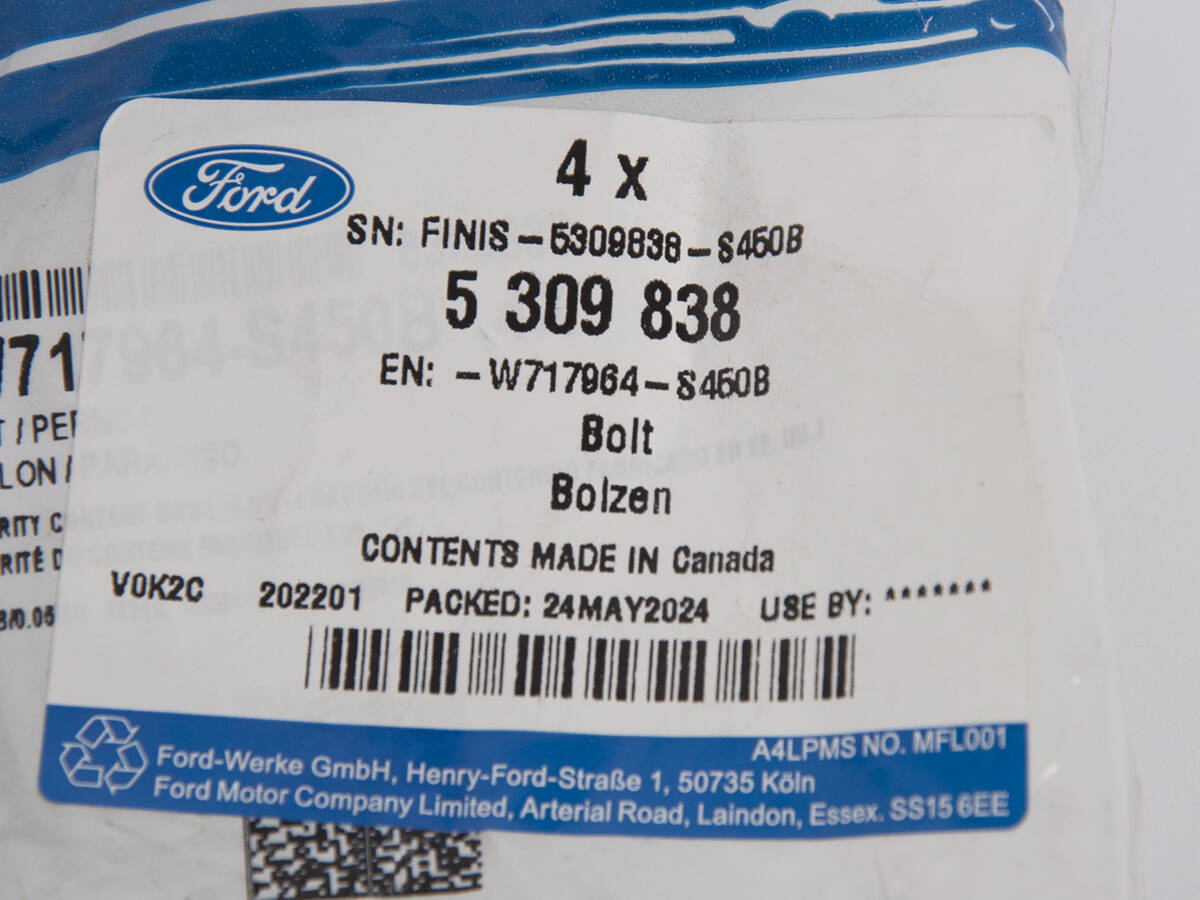 Ford
4 x
SN: FINIS-5309838-S450B
5 309 838
EN: -W717964-S450B
Bolt
Bolzen
CONTENTS MADE IN Canada
V0K2C 202201 PACKED: 24MAY2024 USE BY: *******
A4LPMS NO. MFL001
Ford-Werke GmbH, Henry-Ford-Straße 1, 50735 Köln
Ford Motor Company Limited, Arterial Road, Laindon, Essex. SS15 6EE
717964-S450B